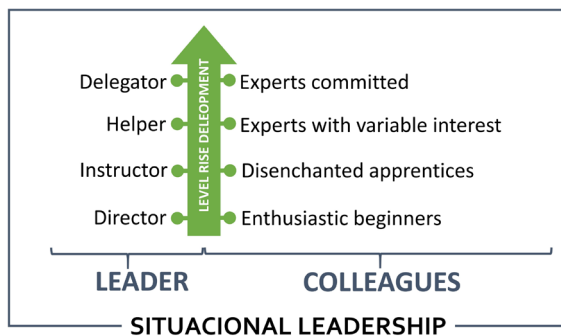 Delegator Experts committed
Helper Experts with variable interest
Instructor Disenchanted apprentices
Director Enthusiastic beginners
LEVEL RISE DELEOPMENT
LEADER COLLEAGUES
SITUACIONAL LEADERSHIP